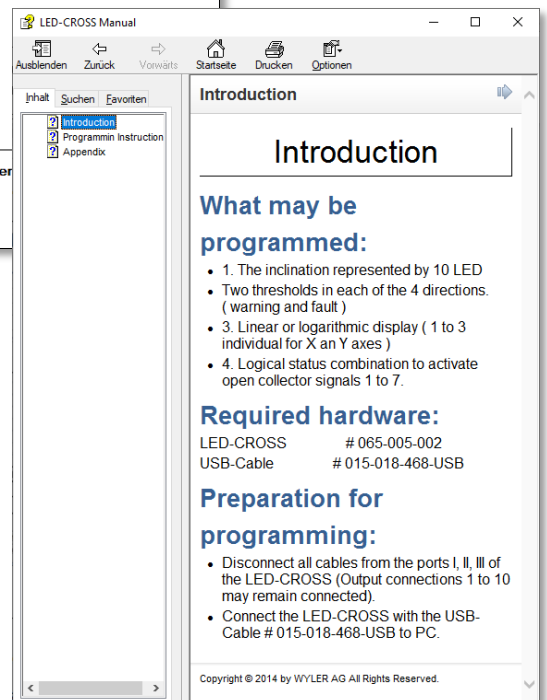 LED-CROSS Manual
Ausblenden Zurück Vorwärts Startseite Drucken Optionen
Inhalt Suchen Favoriten
Introduction
Programmin Instruction
Appendix
er
Introduction
Introduction
What may be
programmed:
• 1. The inclination represented by 10 LED
• Two thresholds in each of the 4 directions.
( warning and fault )
• 3. Linear or logarithmic display ( 1 to 3
individual for X an Y axes )
• 4. Logical status combination to activate
open collector signals 1 to 7.
Required hardware:
LED-CROSS # 065-005-002
USB-Cable # 015-018-468-USB
Preparation for
programming:
• Disconnect all cables from the ports I, II, III of
the LED-CROSS (Output connections 1 to 10
may remain connected).
• Connect the LED-CROSS with the USB-
Cable # 015-018-468-USB to PC.
Copyright © 2014 by WYLER AG All Rights Reserved.